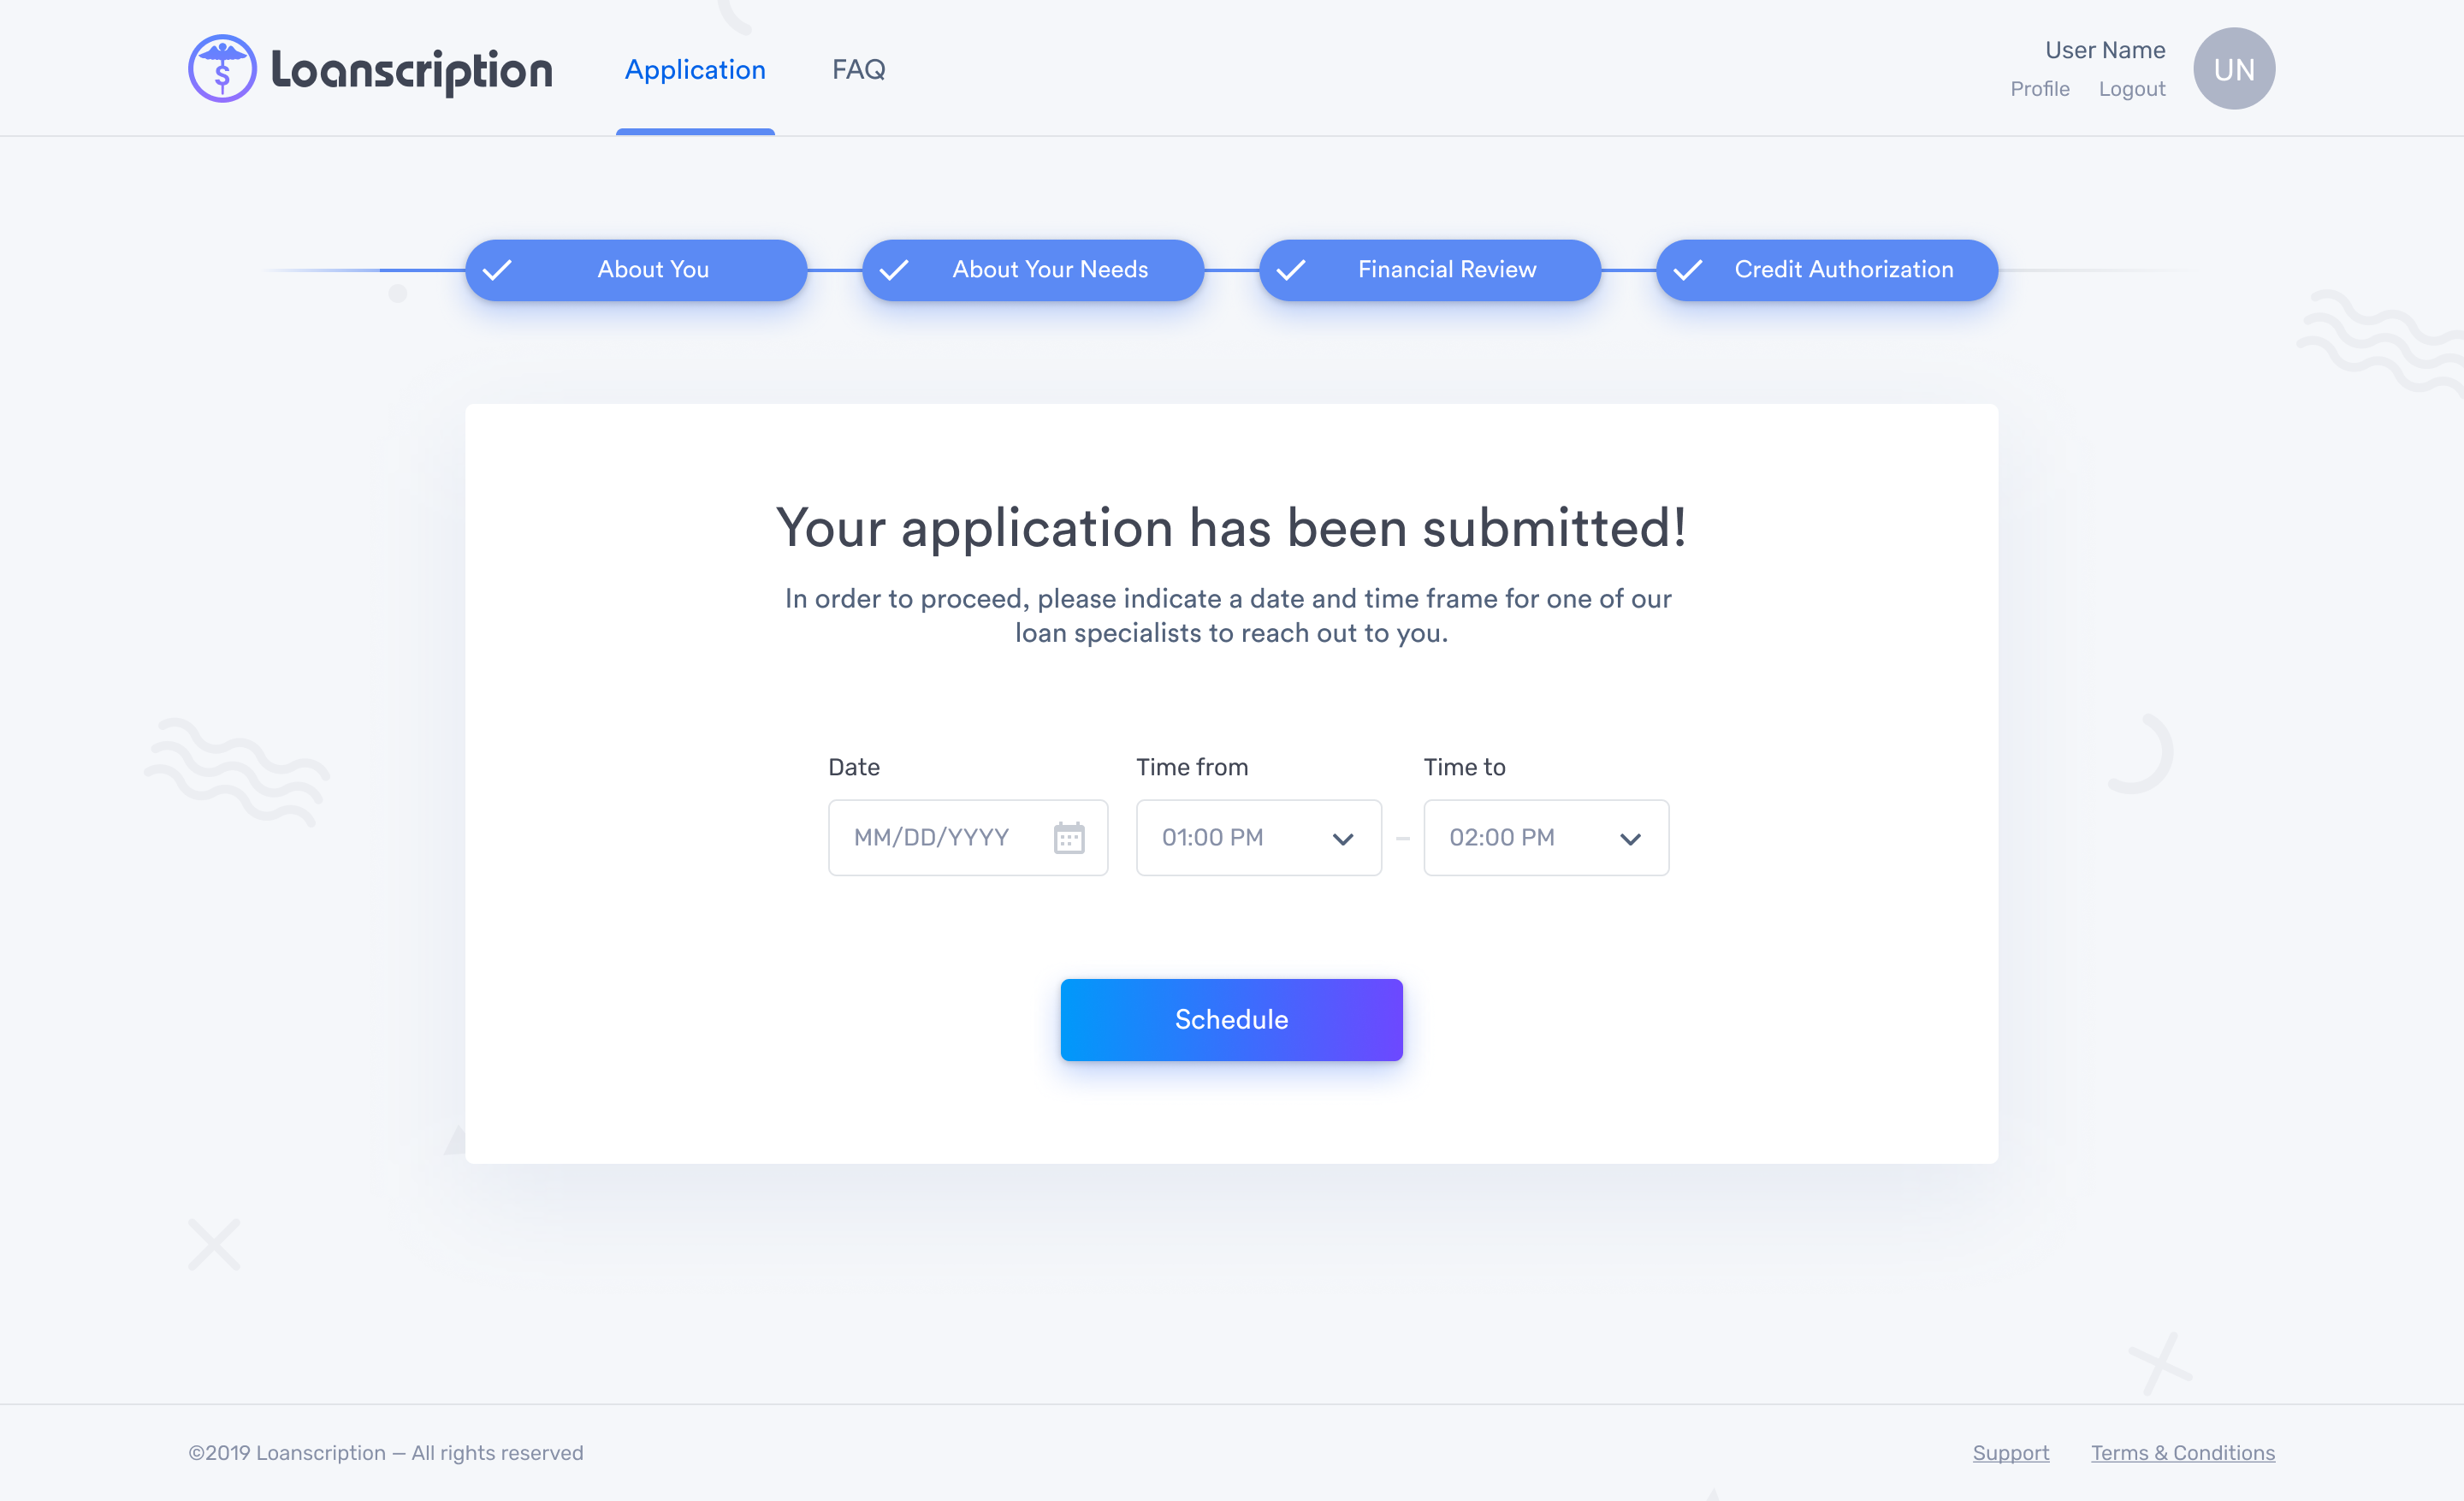 Loanscription
Application
FAQ
User Name
Profile
Logout
UN
About You
About Your Needs
Financial Review
Credit Authorization
Your application has been submitted!
In order to proceed, please indicate a date and time frame for one of our
loan specialists to reach out to you.
Date
Time from
Time to
MM/DD/YYYY
01:00 PM
–
02:00 PM
Schedule
©2019 Loanscription — All rights reserved
Support
Terms & Conditions